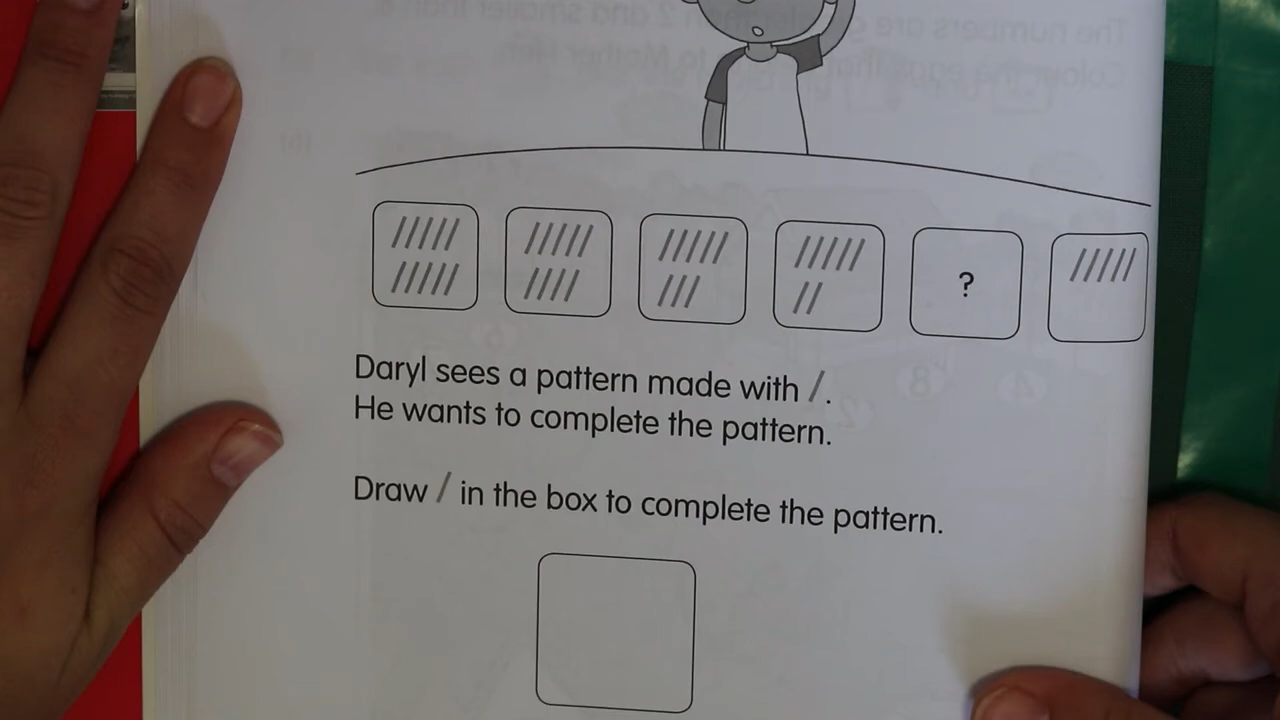 ?
Daryl sees a pattern made with /.
He wants to complete the pattern.
Draw / in the box to complete the pattern.